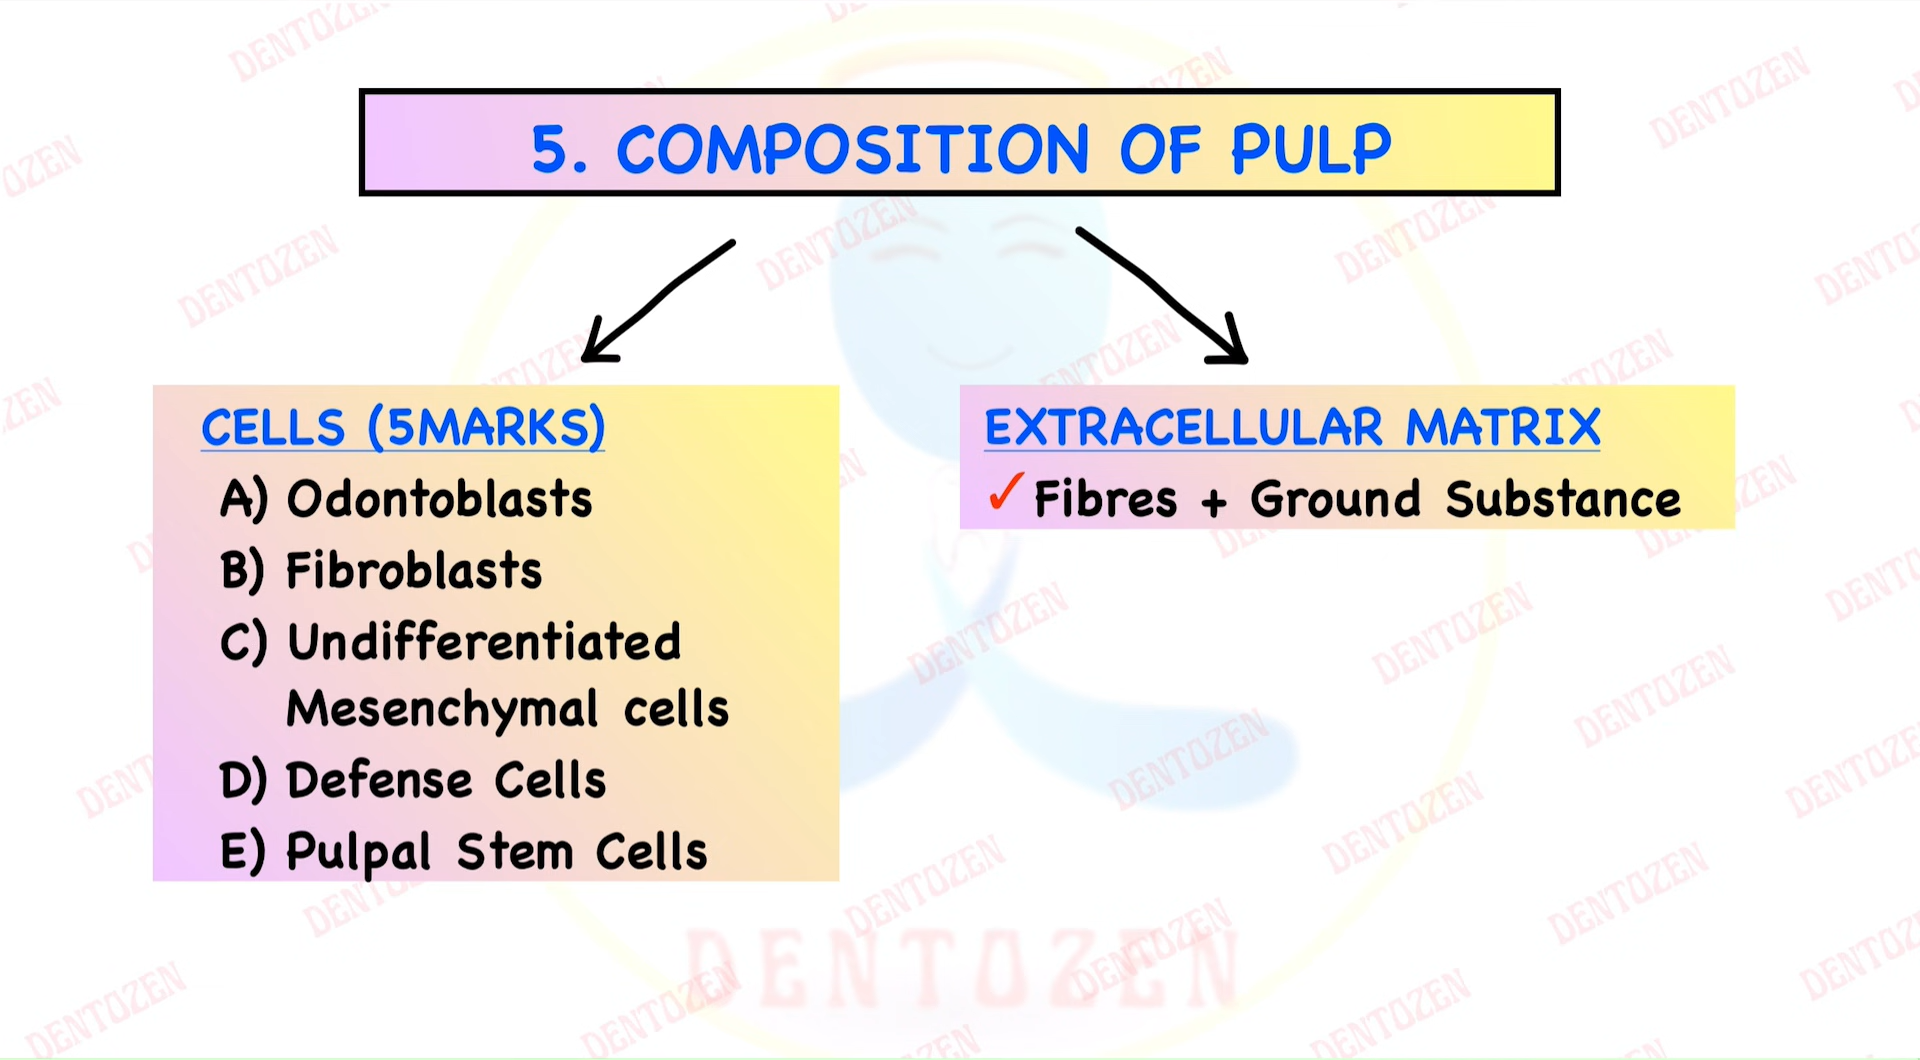 5. COMPOSITION OF PULP
CELLS (5MARKS)
A) Odontoblasts
B) Fibroblasts
C) Undifferentiated
Mesenchymal cells
D) Defense Cells
E) Pulpal Stem Cells
EXTRACELLULAR MATRIX
✓Fibres + Ground Substance
DENTOZEN